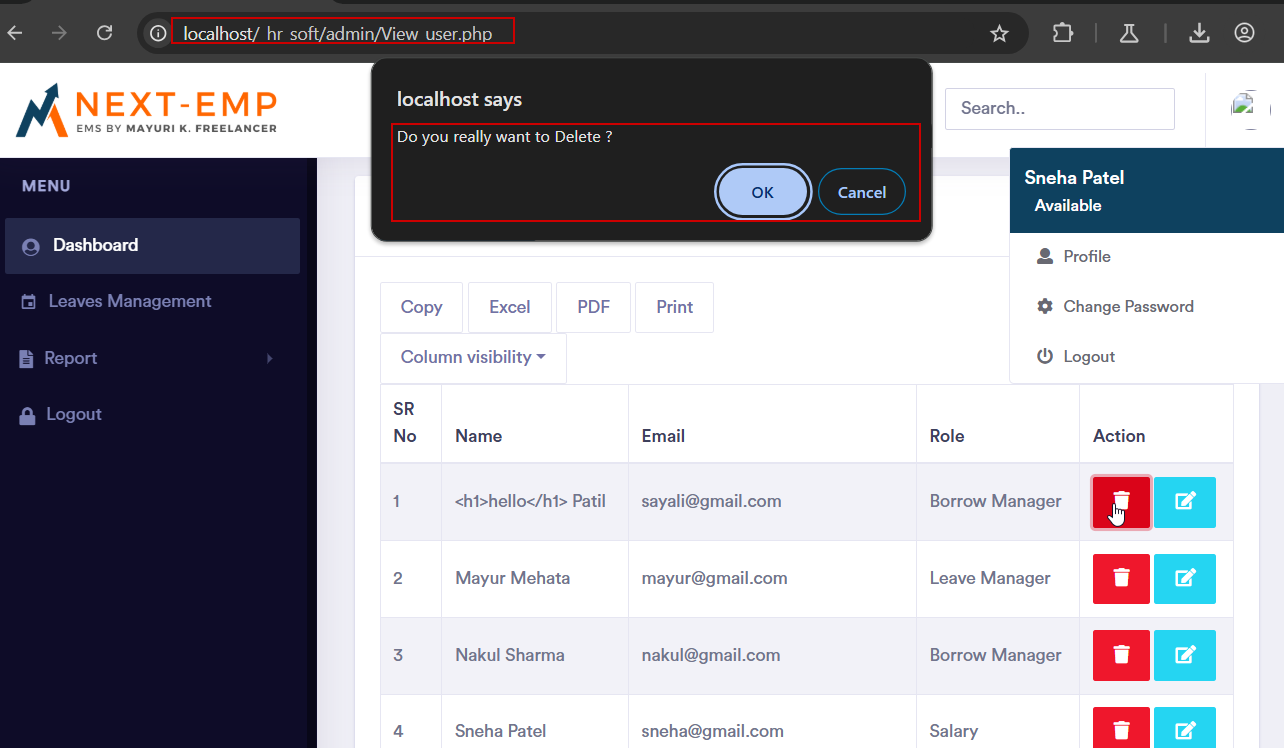 localhost/_hr_soft/admin/View_user.php
localhost says
Do you really want to Delete ?
OK
Cancel
NEXT-EMP
EMS BY MAYURI K. FREELANCER
Search..
MENU
Dashboard
Leaves Management
Report
Logout
Sneha Patel
Available
Profile
Change Password
Logout
Copy
Excel
PDF
Print
Column visibility
SR No Name Email Role Action
1 <h1>hello</h1> Patil sayali@gmail.com Borrow Manager
2 Mayur Mehata mayur@gmail.com Leave Manager
3 Nakul Sharma nakul@gmail.com Borrow Manager
4 Sneha Patel sneha@gmail.com Salary